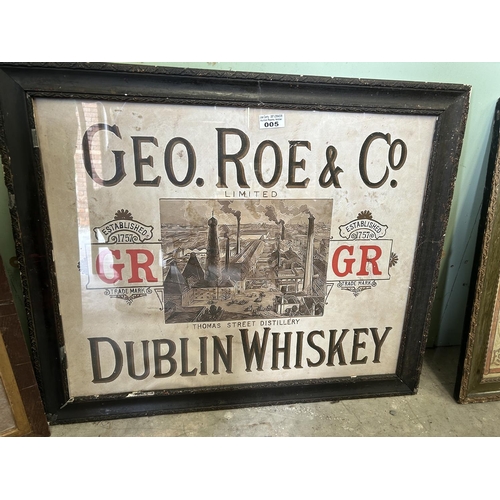 005
GEO. ROE & Co.
LIMITED
ESTABLISHED
1757
GR
TRADE MARK
ESTABLISHED
1757
GR
TRADE MARK
THOMAS STREET DISTILLERY
DUBLIN WHISKEY